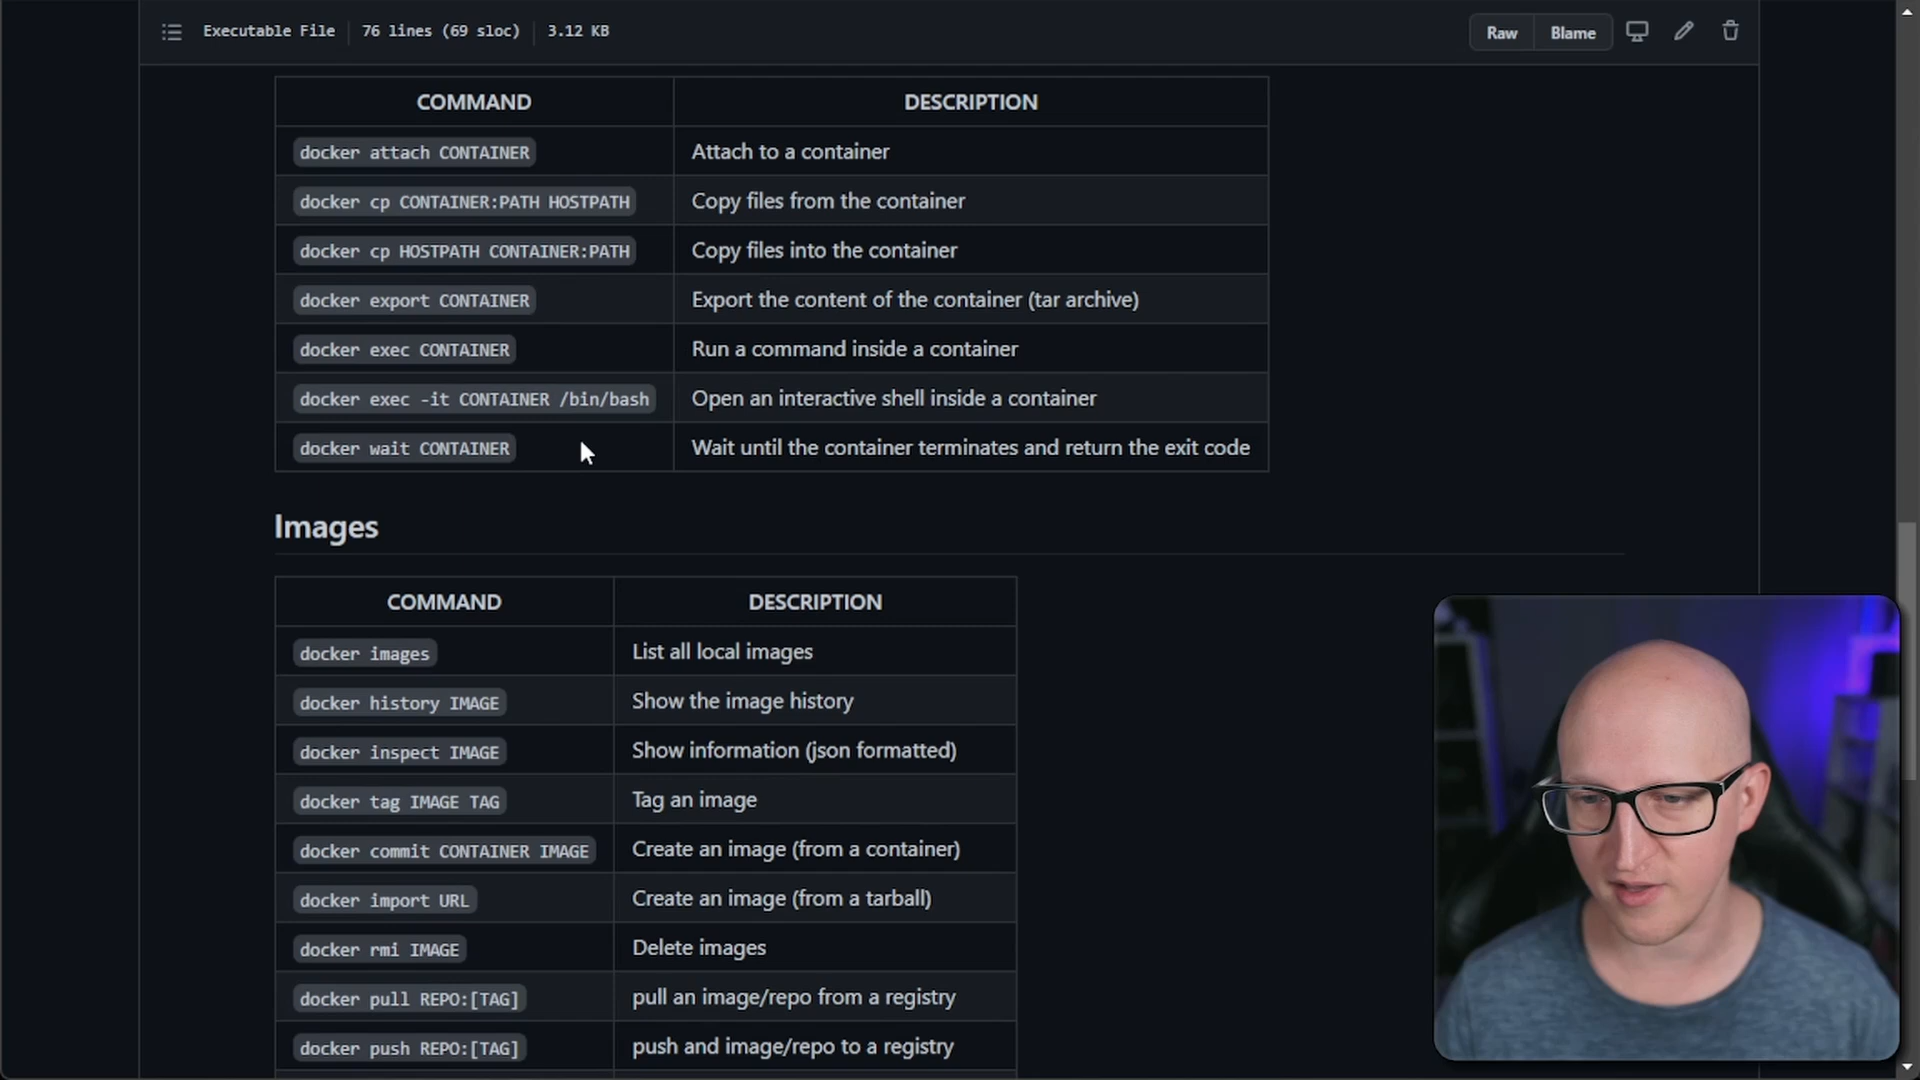 Executable File 76 lines (69 sloc) 3.12 KB Raw Blame
COMMAND DESCRIPTION
docker attach CONTAINER Attach to a container
docker cp CONTAINER:PATH HOSTPATH Copy files from the container
docker cp HOSTPATH CONTAINER:PATH Copy files into the container
docker export CONTAINER Export the content of the container (tar archive)
docker exec CONTAINER Run a command inside a container
docker exec -it CONTAINER /bin/bash Open an interactive shell inside a container
docker wait CONTAINER Wait until the container terminates and return the exit code
Images
COMMAND DESCRIPTION
docker images List all local images
docker history IMAGE Show the image history
docker inspect IMAGE Show information (json formatted)
docker tag IMAGE TAG Tag an image
docker commit CONTAINER IMAGE Create an image (from a container)
docker import URL Create an image (from a tarball)
docker rmi IMAGE Delete images
docker pull REPO:[TAG] pull an image/repo from a registry
docker push REPO:[TAG] push and image/repo to a registry